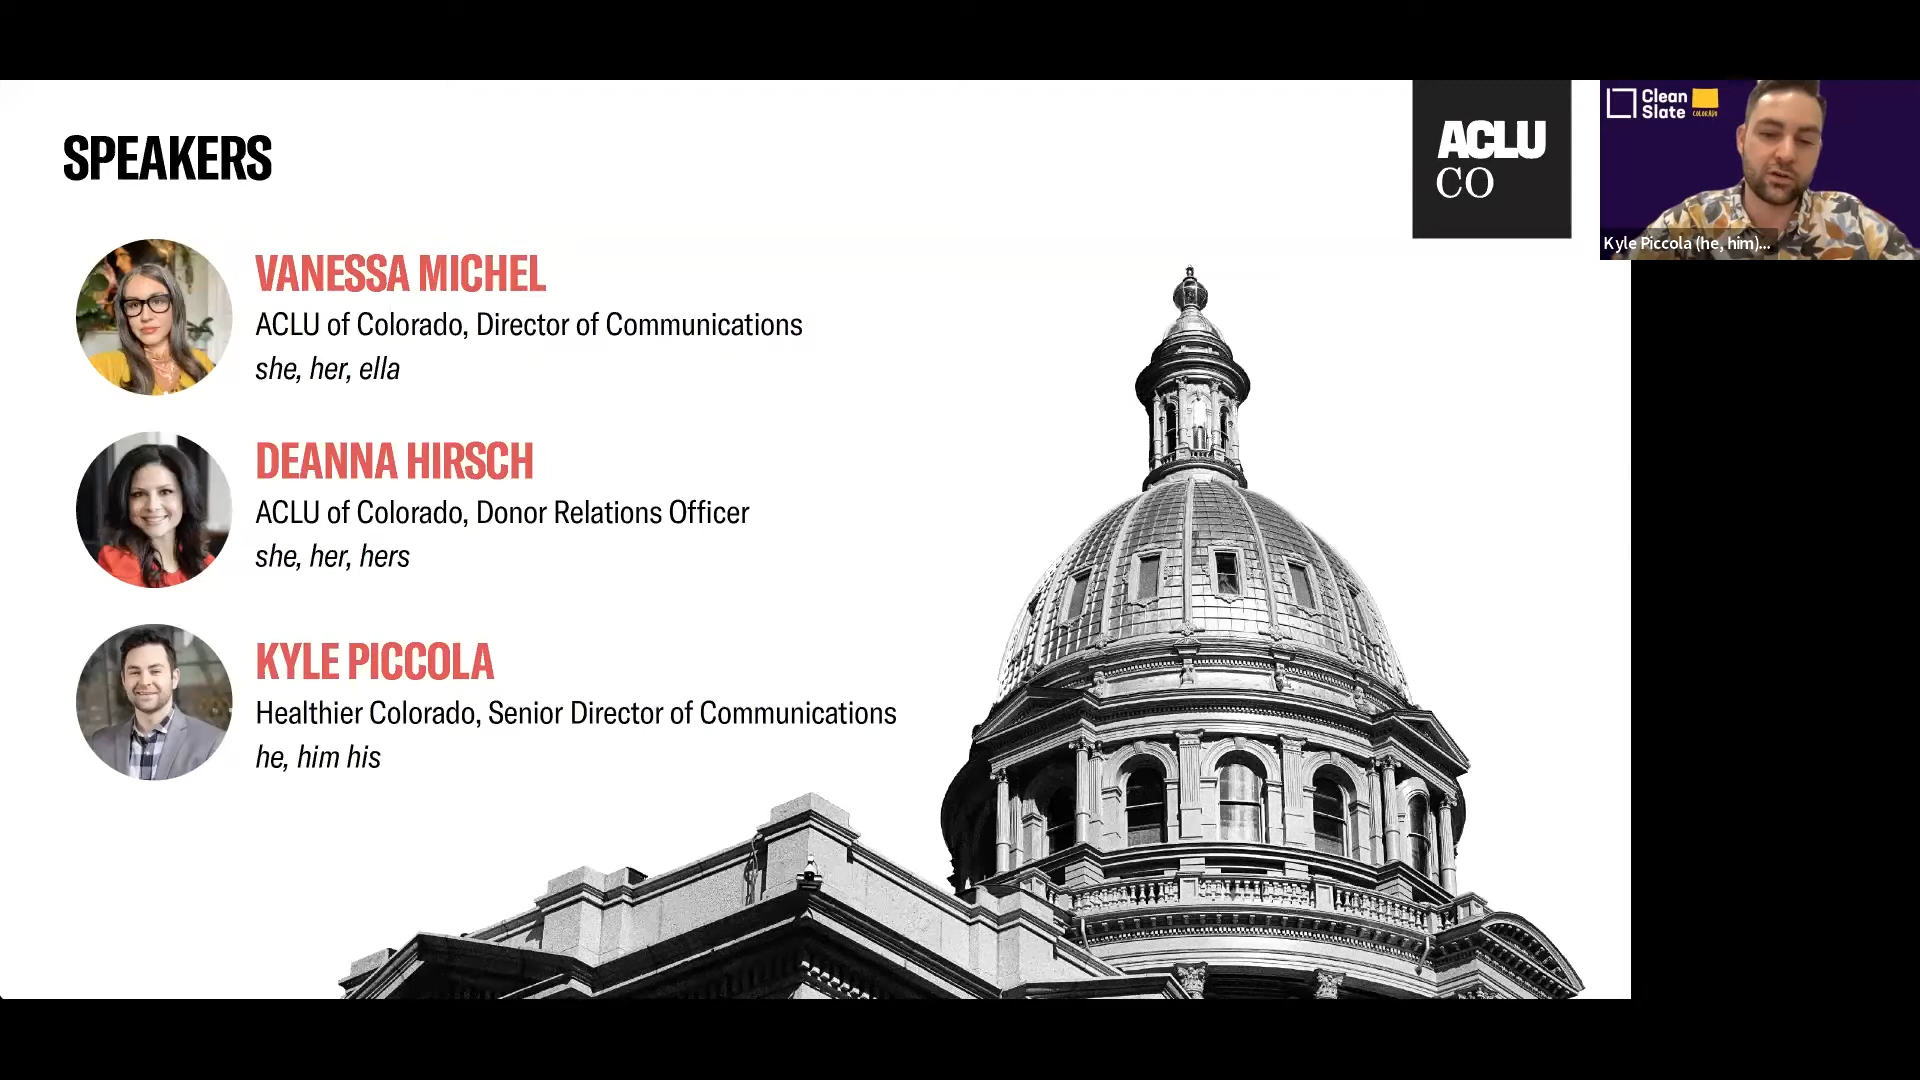 SPEAKERS
ACLU
CO
Clean
Slate
COLORADO
Kyle Piccola (he, him)...
VANESSA MICHEL
ACLU of Colorado, Director of Communications
she, her, ella
DEANNA HIRSCH
ACLU of Colorado, Donor Relations Officer
she, her, hers
KYLE PICCOLA
Healthier Colorado, Senior Director of Communications
he, him his